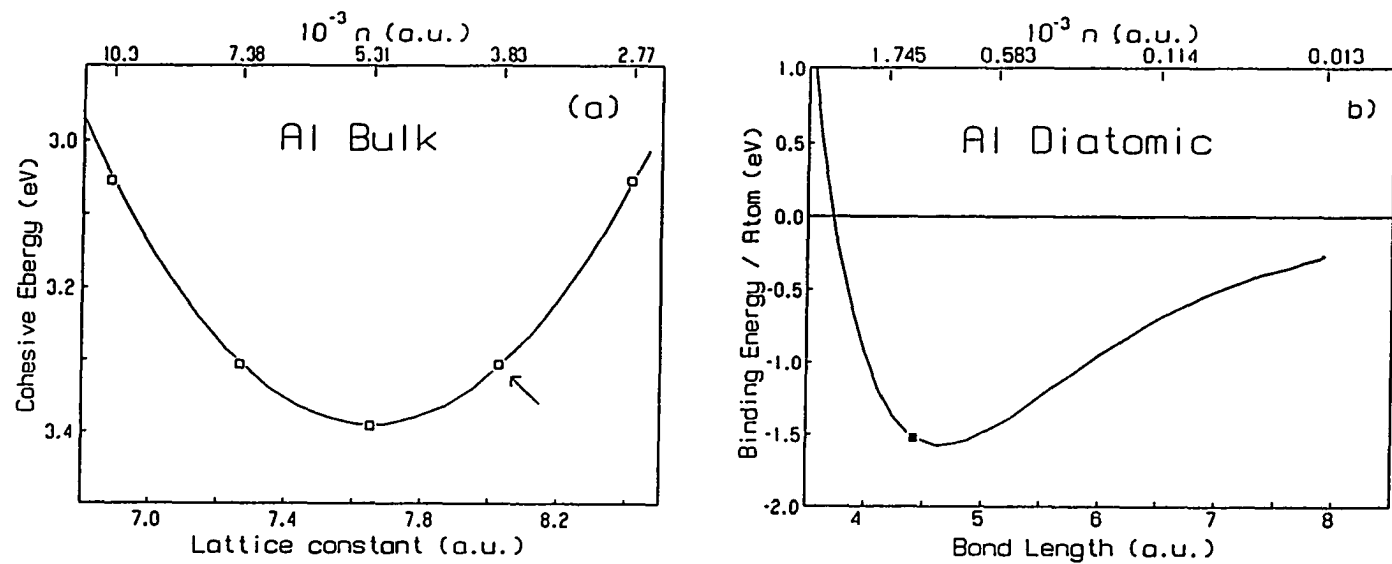 10⁻³ n (a.u.)
10.3 7.38 5.31 3.83 2.77
(a)
Al Bulk
3.0
3.2
3.4
Cohesive Ebergy (eV)
7.0 7.4 7.8 8.2
Lattice constant (a.u.)
10⁻³ n (a.u.)
1.745 0.583 0.114 0.013
b)
Al Diatomic
1.0
0.5
0.0
-0.5
-1.0
-1.5
-2.0
Binding Energy / Atom (eV)
4 5 6 7 8
Bond Length (a.u.)